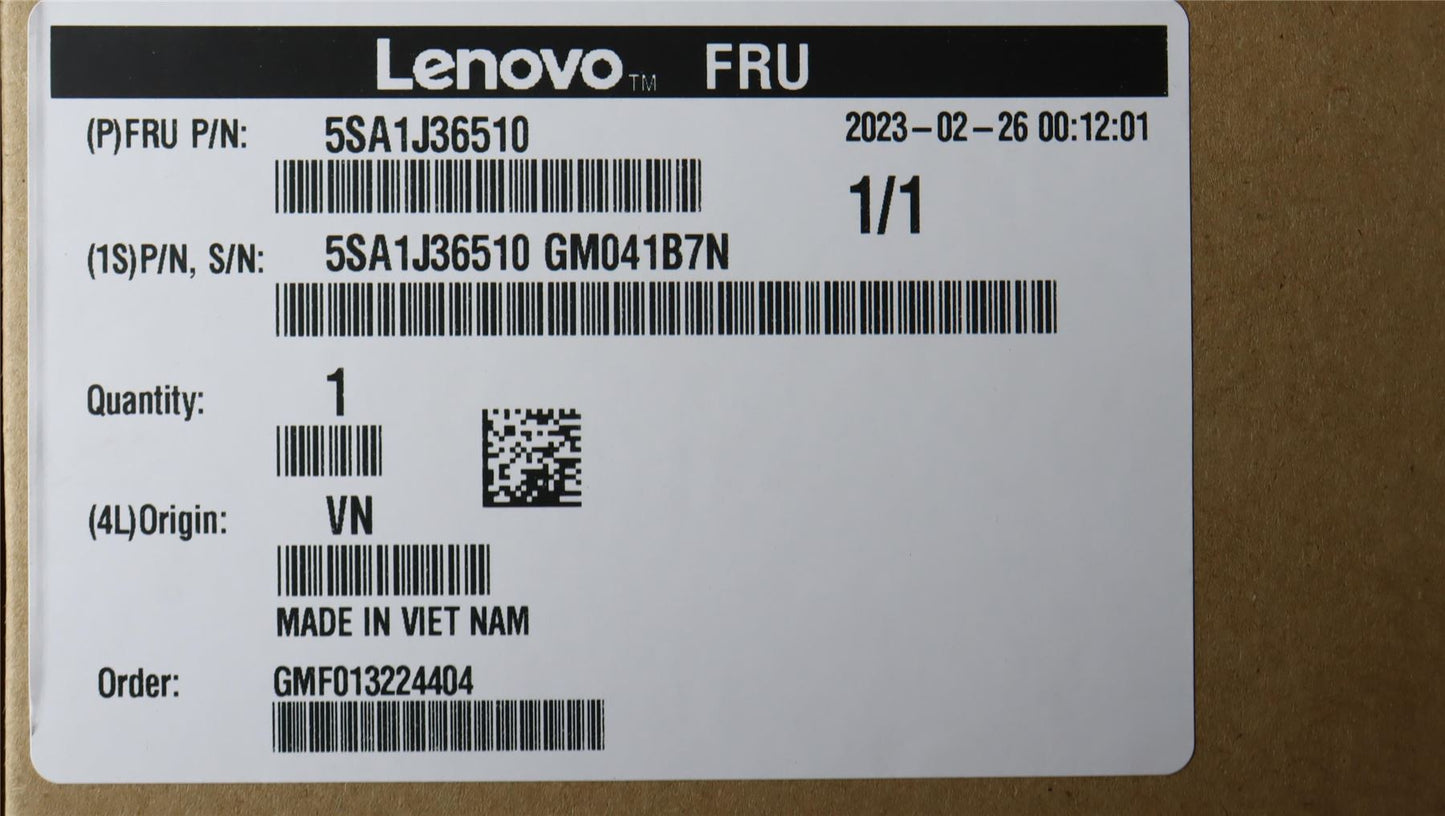 Lenovo™ FRU
(P)FRU P/N: 5SA1J36510 2023-02-26 00:12:01
1/1
(1S)P/N, S/N: 5SA1J36510 GM041B7N
Quantity: 1
(4L)Origin: VN
MADE IN VIET NAM
Order: GMF013224404